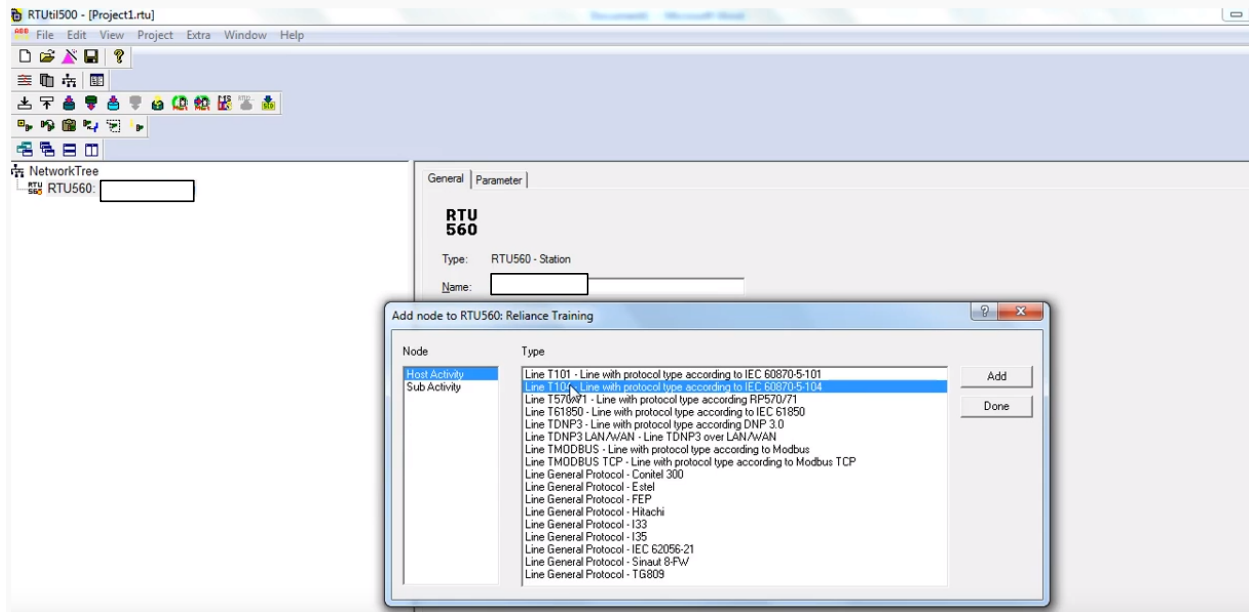 RTUtil500 - [Project1.rtu]
File Edit View Project Extra Window Help
NetworkTree
RTU560:
General Parameter
RTU
560
Type: RTU560 - Station
Name:
Add node to RTU560: Reliance Training
Node Type
Host Activity
Sub Activity
Line T101 - Line with protocol type according to IEC 60870-5-101
Line T104 - Line with protocol type according to IEC 60870-5-104
Line T570/71 - Line with protocol type according RP570/71
Line T61850 - Line with protocol type according to IEC 61850
Line TDNP3 - Line with protocol type according DNP 3.0
Line TDNP3 LAN/WAN - Line TDNP3 over LAN/WAN
Line TMODBUS - Line with protocol type according to Modbus
Line TMODBUS TCP - Line with protocol type according to Modbus TCP
Line General Protocol - Conitel 300
Line General Protocol - Estel
Line General Protocol - FEP
Line General Protocol - Hitachi
Line General Protocol - I33
Line General Protocol - I35
Line General Protocol - IEC 62056-21
Line General Protocol - Sinaut 8-FW
Line General Protocol - TG809
Add
Done